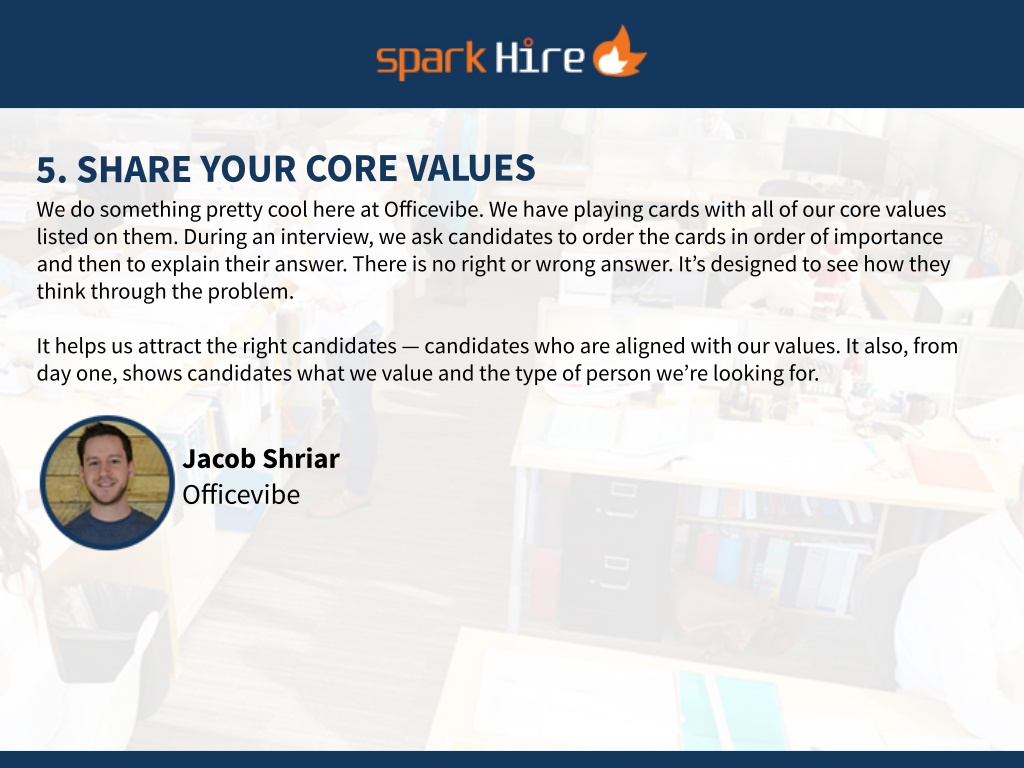 spark Hire
5. SHARE YOUR CORE VALUES
We do something pretty cool here at Officevibe. We have playing cards with all of our core values
listed on them. During an interview, we ask candidates to order the cards in order of importance
and then to explain their answer. There is no right or wrong answer. It’s designed to see how they
think through the problem.
It helps us attract the right candidates — candidates who are aligned with our values. It also, from
day one, shows candidates what we value and the type of person we’re looking for.
Jacob Shriar
Officevibe